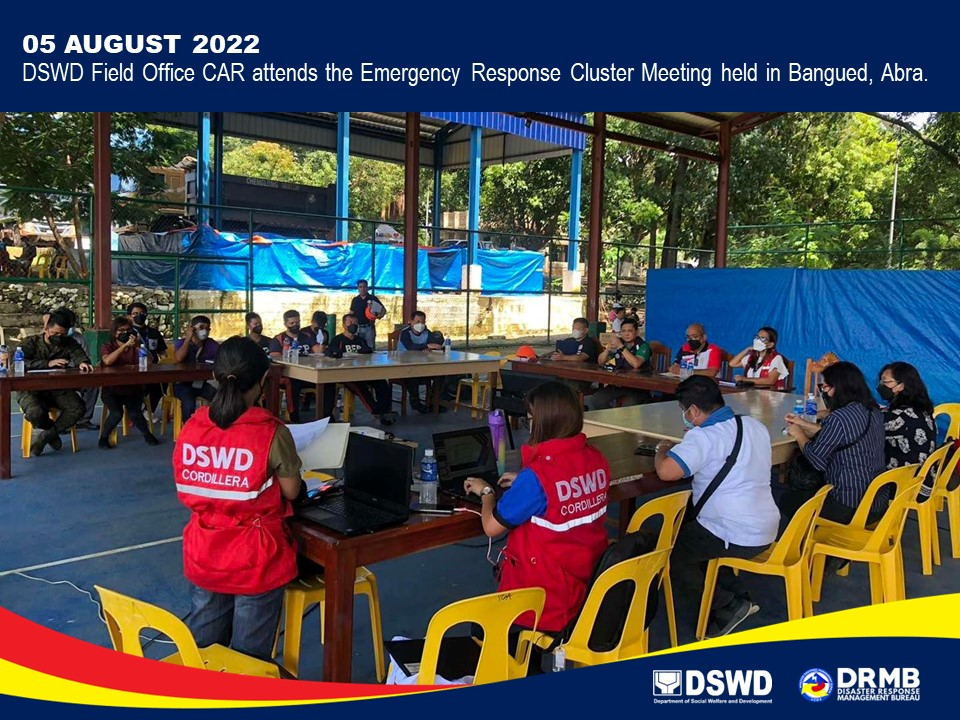 05 AUGUST 2022
DSWD Field Office CAR attends the Emergency Response Cluster Meeting held in Bangued, Abra.
DSWD
CORDILLERA
DSWD
CORDILLERA
DSWD
Department of Social Welfare and Development
DRMB
DISASTER RESPONSE
MANAGEMENT BUREAU